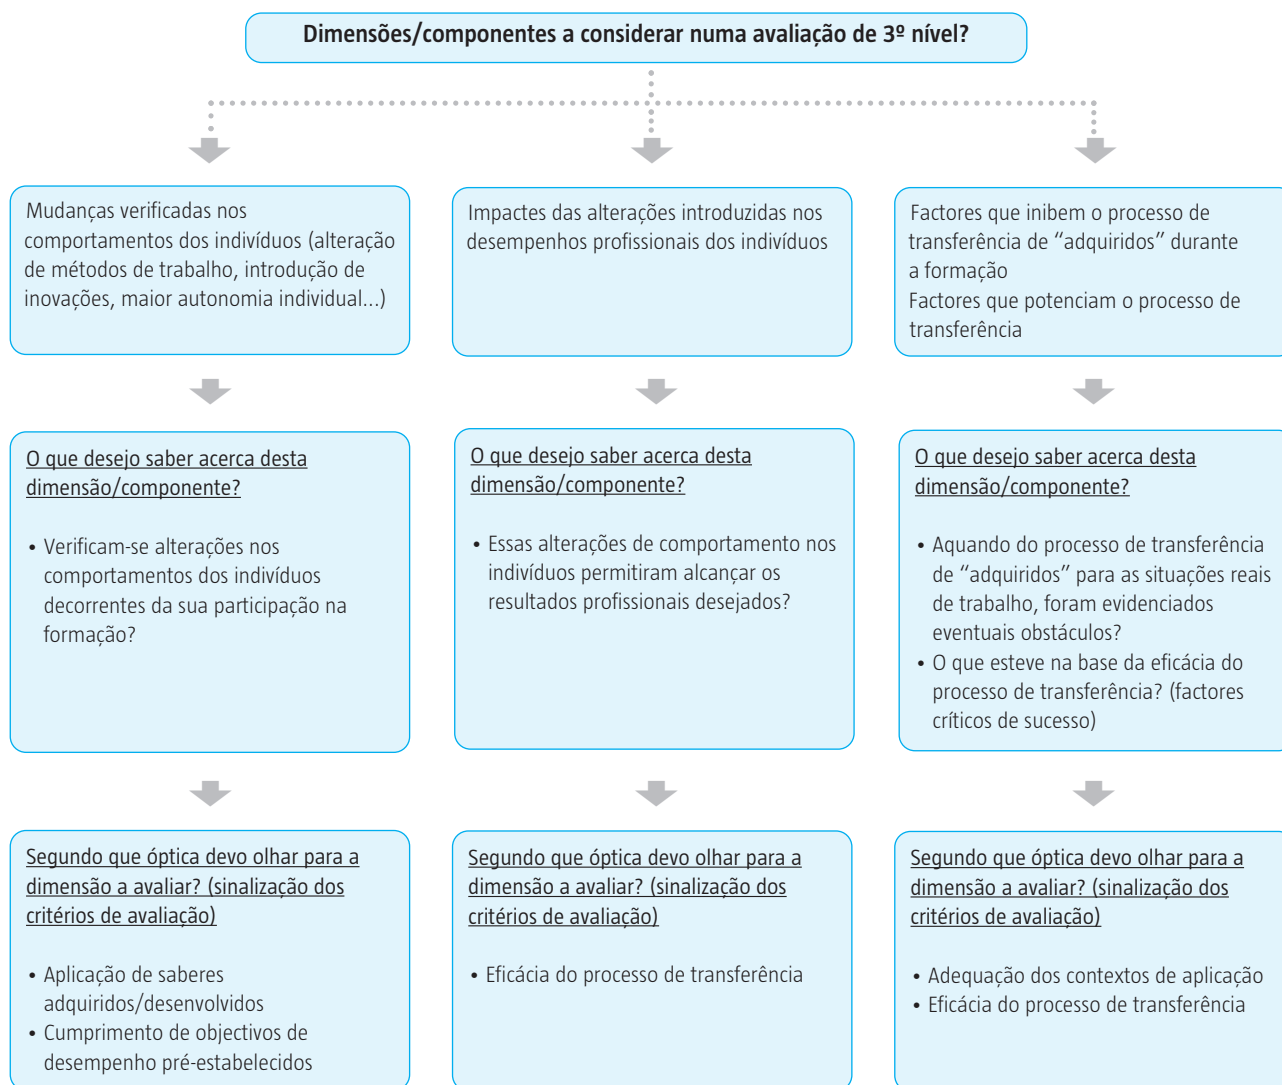 Dimensões/componentes a considerar numa avaliação de 3º nível?
Mudanças verificadas nos
comportamentos dos indivíduos (alteração
de métodos de trabalho, introdução de
inovações, maior autonomia individual...)
Impactes das alterações introduzidas nos
desempenhos profissionais dos indivíduos
Factores que inibem o processo de
transferência de “adquiridos” durante
a formação
Factores que potenciam o processo de
transferência
O que desejo saber acerca desta
dimensão/componente?
• Verificam-se alterações nos
comportamentos dos indivíduos
decorrentes da sua participação na
formação?
O que desejo saber acerca desta
dimensão/componente?
• Essas alterações de comportamento nos
indivíduos permitiram alcançar os
resultados profissionais desejados?
O que desejo saber acerca desta
dimensão/componente?
• Aquando do processo de transferência
de “adquiridos” para as situações reais
de trabalho, foram evidenciados
eventuais obstáculos?
• O que esteve na base da eficácia do
processo de transferência? (factores
críticos de sucesso)
Segundo que óptica devo olhar para a
dimensão a avaliar? (sinalização dos
critérios de avaliação)
• Aplicação de saberes
adquiridos/desenvolvidos
• Cumprimento de objectivos de
desempenho pré-estabelecidos
Segundo que óptica devo olhar para a
dimensão a avaliar? (sinalização dos
critérios de avaliação)
• Eficácia do processo de transferência
Segundo que óptica devo olhar para a
dimensão a avaliar? (sinalização dos
critérios de avaliação)
• Adequação dos contextos de aplicação
• Eficácia do processo de transferência